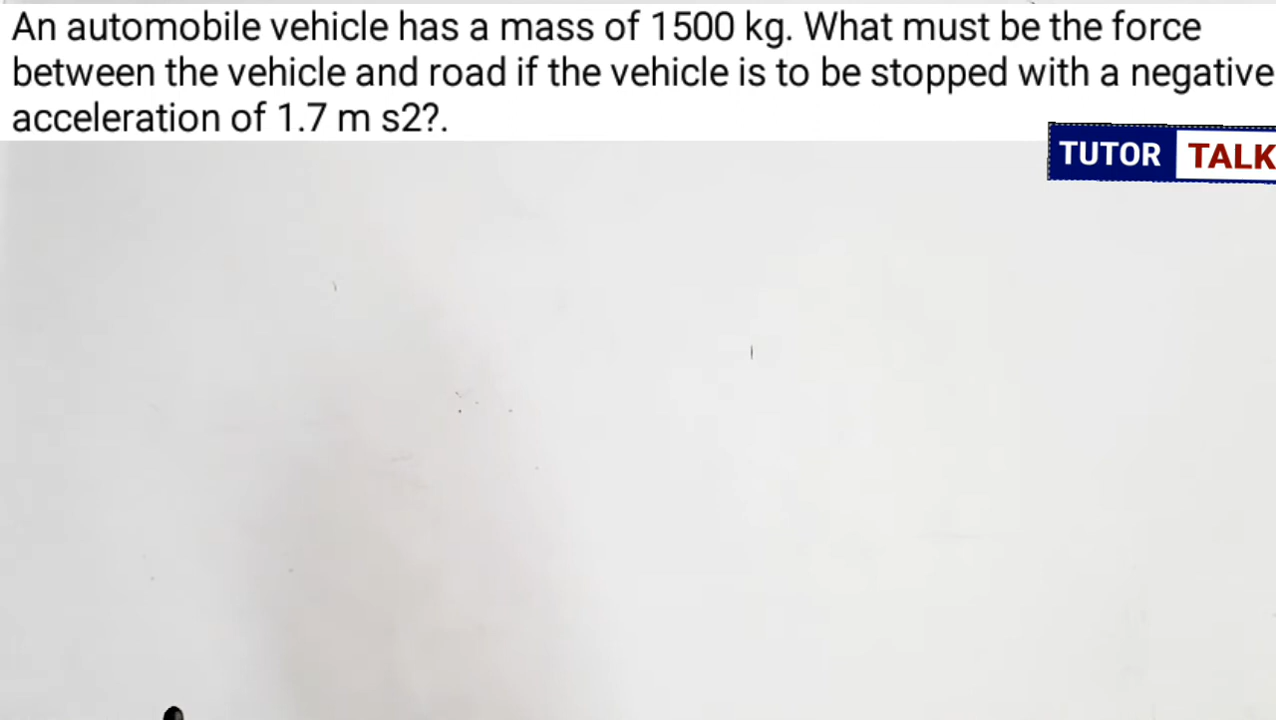 An automobile vehicle has a mass of 1500 kg. What must be the force
between the vehicle and road if the vehicle is to be stopped with a negative
acceleration of 1.7 m s2?.
TUTOR TALK